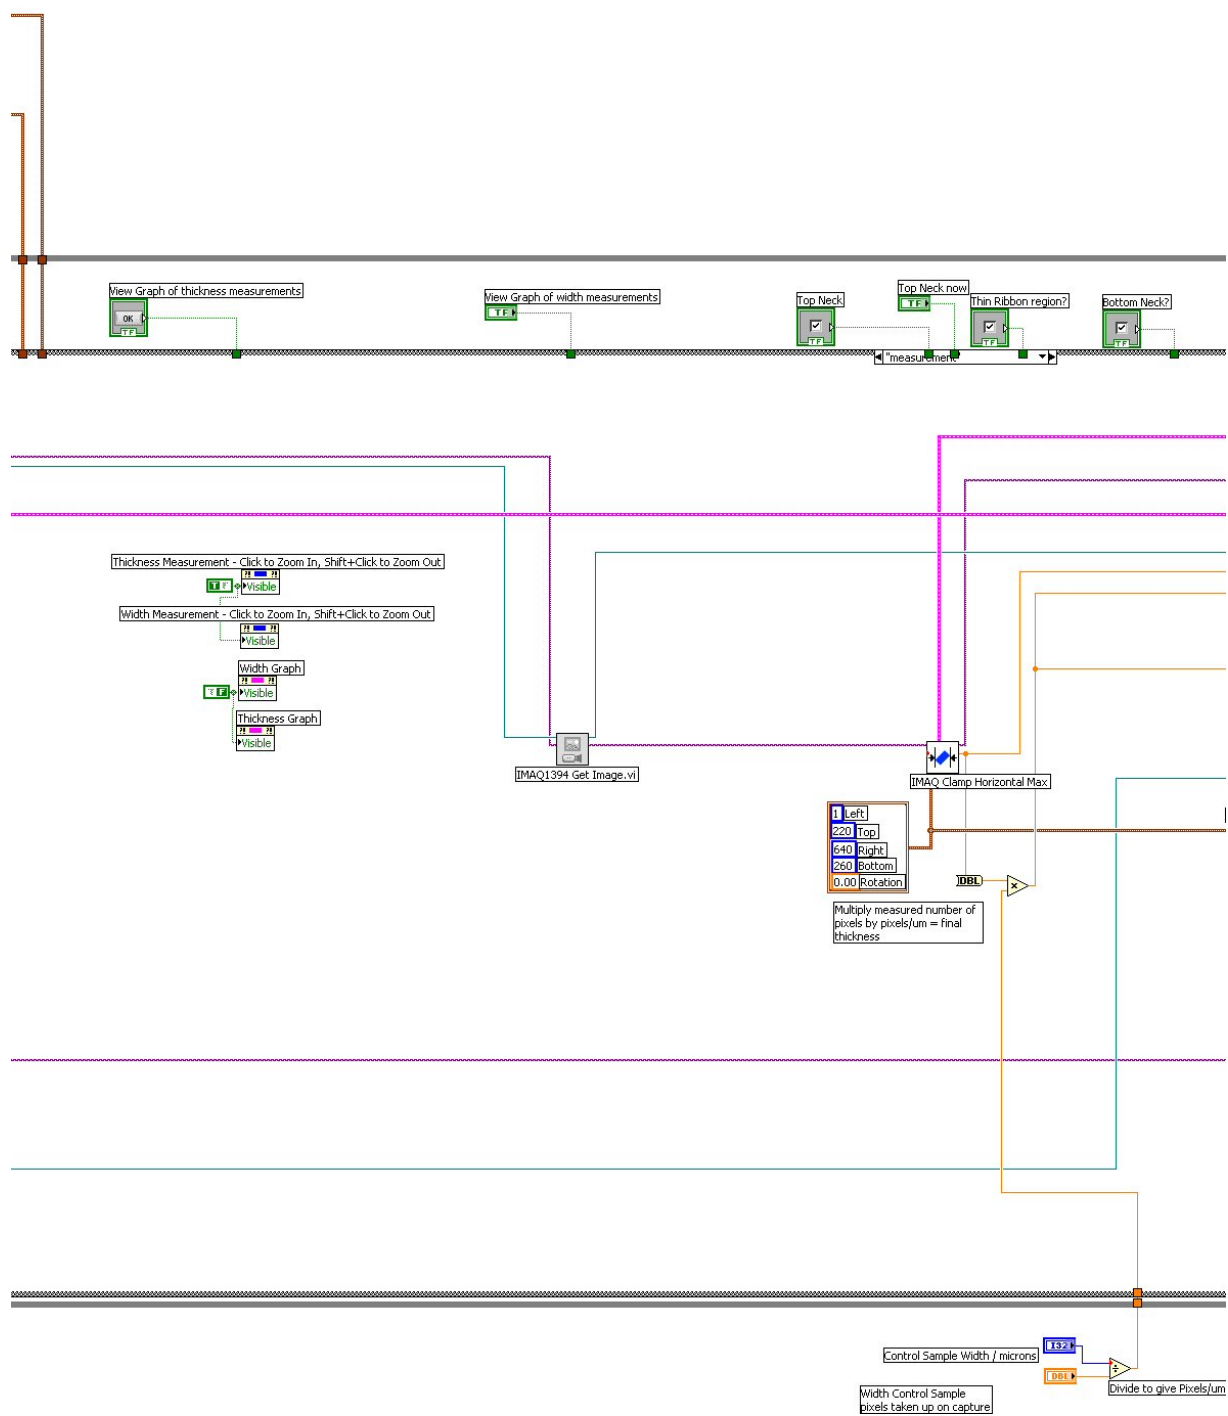 View Graph of thickness measurements
OK
TF
View Graph of width measurements
TF
Top Neck
TF
Top Neck now
TF
Thin Ribbon region?
TF
Bottom Neck?
TF
"measurement"
Thickness Measurement - Click to Zoom In, Shift+Click to Zoom Out
T F
?! ?!
Visible
Width Measurement - Click to Zoom In, Shift+Click to Zoom Out
?! ?!
Visible
Width Graph
?! ?!
T F
Visible
Thickness Graph
?! ?!
Visible
IMAQ1394 Get Image.vi
IMAQ Clamp Horizontal Max
1 Left
220 Top
640 Right
260 Bottom
0.00 Rotation
DBL
×
Multiply measured number of
pixels by pixels/um = final
thickness
Control Sample Width / microns
I32
DBL
÷
Divide to give Pixels/um
Width Control Sample
pixels taken up on capture